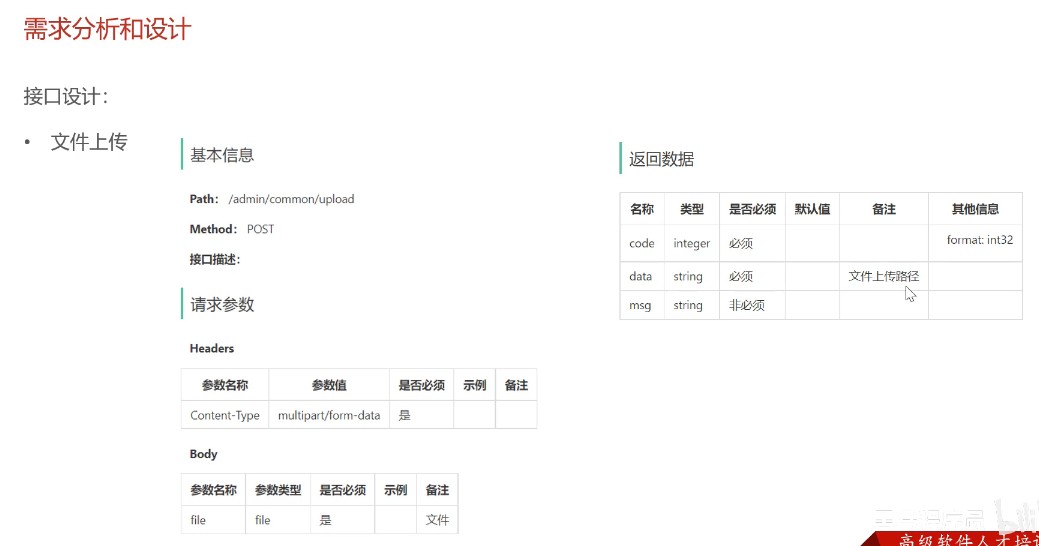 需求分析和设计
接口设计：
• 文件上传
基本信息
Path： /admin/common/upload
Method： POST
接口描述：
请求参数
Headers
参数名称 参数值 是否必须 示例 备注
Content-Type multipart/form-data 是
Body
参数名称 参数类型 是否必须 示例 备注
file file 是 文件
返回数据
名称 类型 是否必须 默认值 备注 其他信息
code integer 必须 format: int32
data string 必须 文件上传路径
msg string 非必须
高级软件人才培